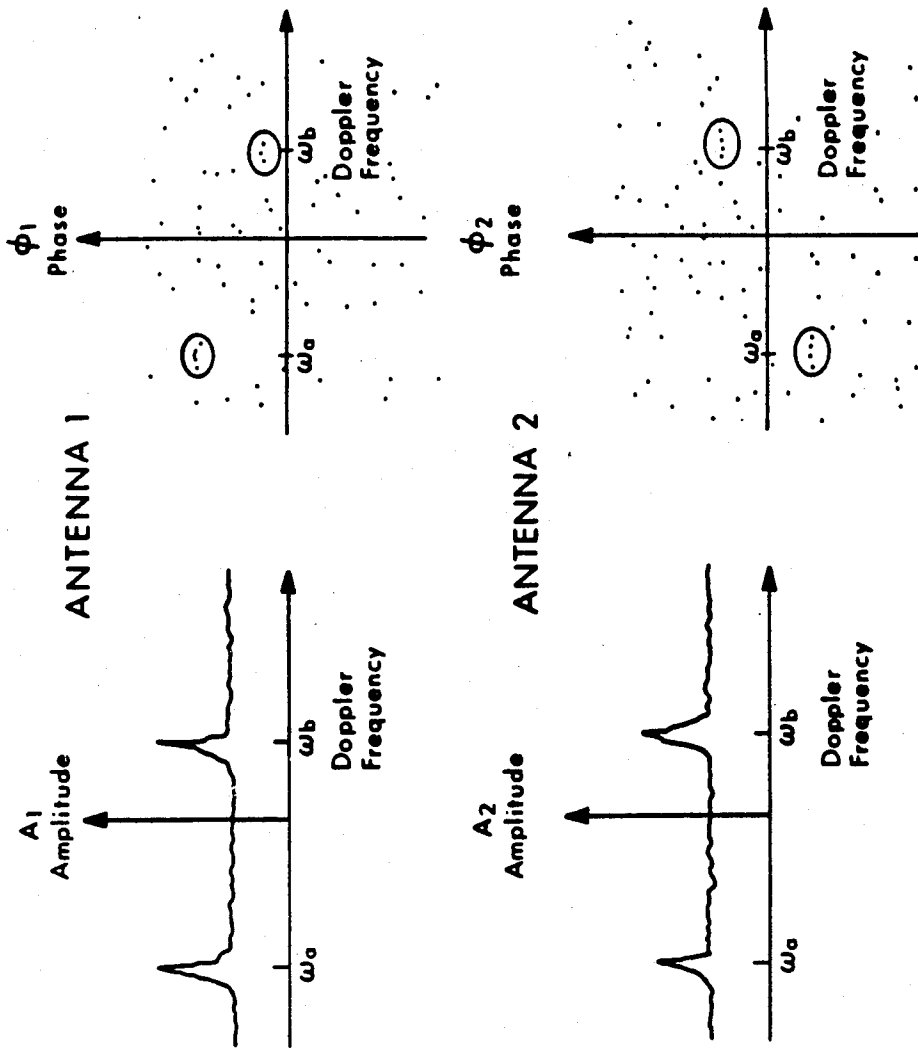 ANTENNA 1
A1
Amplitude
ωa
ωb
Doppler
Frequency
ϕ1
Phase
ωa
ωb
Doppler
Frequency
ANTENNA 2
A2
Amplitude
ωa
ωb
Doppler
Frequency
ϕ2
Phase
ωa
ωb
Doppler
Frequency